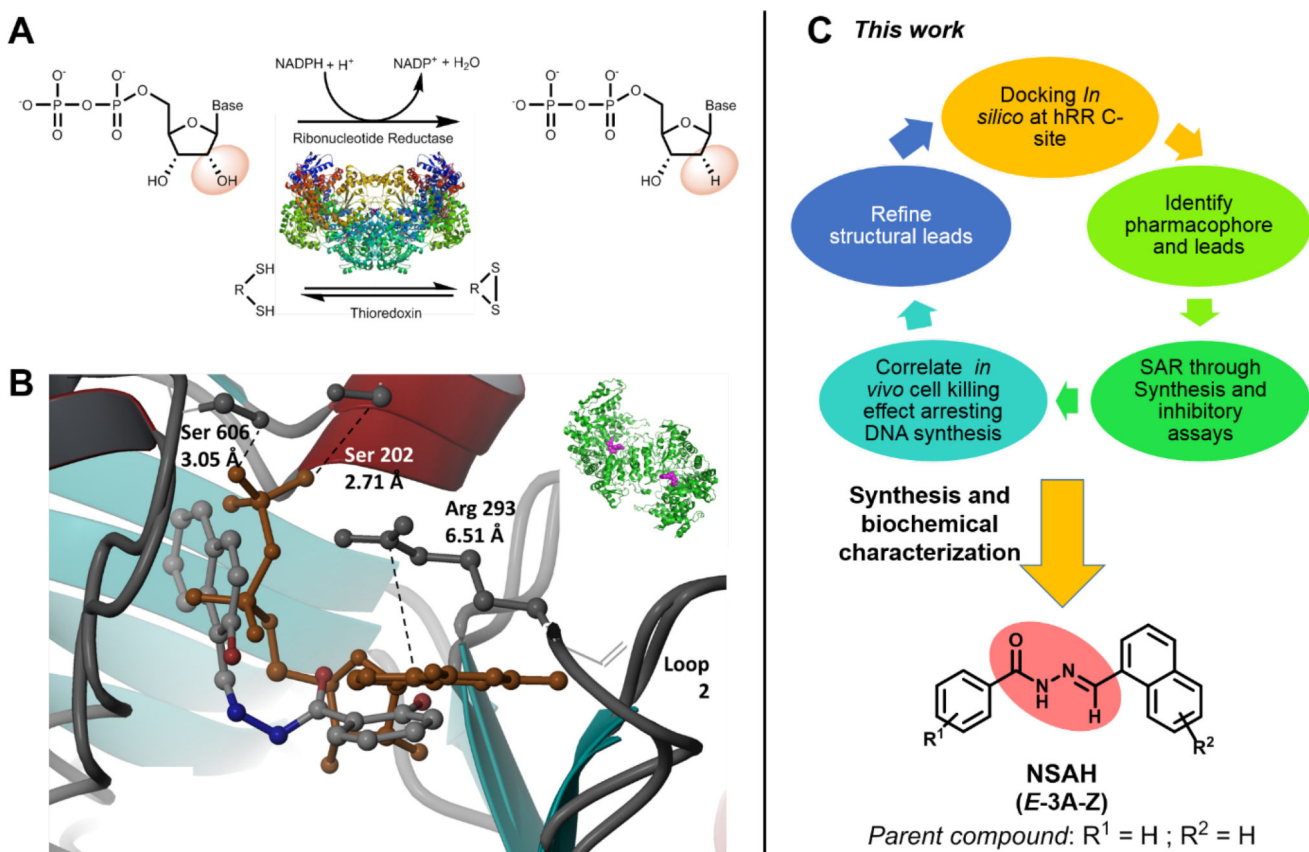 A
NADPH + H⁺
NADP⁺ + H₂O
O⁻ O⁻
⁻O P O P O
O O
Base
O
HO OH
Ribonucleotide Reductase
O⁻ O⁻
⁻O P O P O
O O
Base
O
HO H
SH
R
SH
Thioredoxin
S
R
S
B
Ser 606
3.05 Å
Ser 202
2.71 Å
Arg 293
6.51 Å
Loop
2
C This work
Docking In
silico at hRR C-
site
Identify
pharmacophore
and leads
SAR through
Synthesis and
inhibitory
assays
Correlate in
vivo cell killing
effect arresting
DNA synthesis
Refine
structural leads
Synthesis and
biochemical
characterization
O
N
N
H
H
R¹
R²
NSAH
(E-3A-Z)
Parent compound: R¹ = H ; R² = H